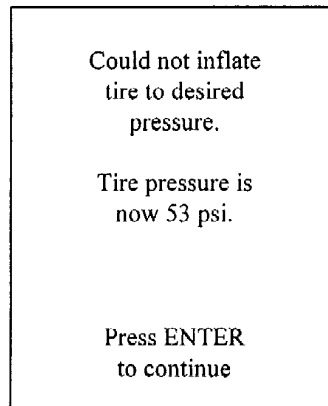 Could not inflate
tire to desired
pressure.
Tire pressure is
now 53 psi.
Press ENTER
to continue